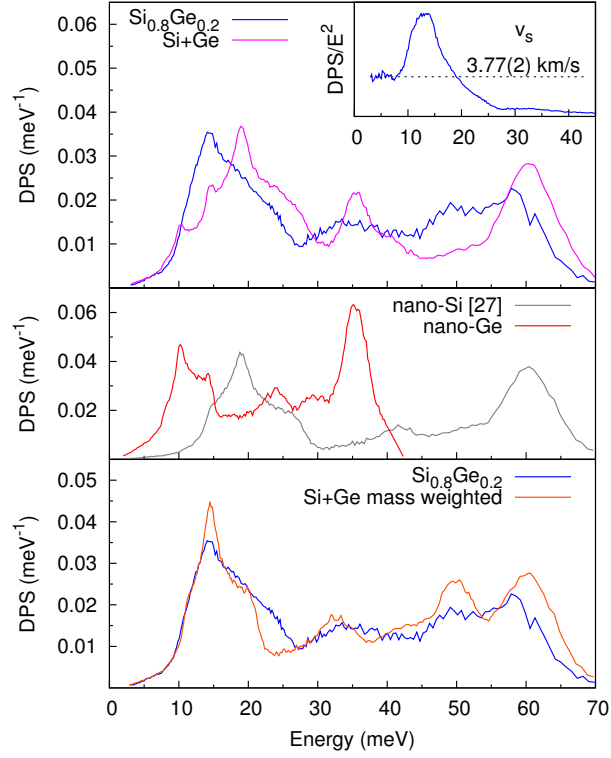 Si0.8Ge0.2
Si+Ge
DPS (meV⁻¹)
0.06
0.05
0.04
0.03
0.02
0.01
DPS/E²
vs
3.77(2) km/s
0 10 20 30 40
nano-Si [27]
nano-Ge
DPS (meV⁻¹)
0.06
0.04
0.02
Si0.8Ge0.2
Si+Ge mass weighted
DPS (meV⁻¹)
0.05
0.04
0.03
0.02
0.01
0 10 20 30 40 50 60 70
Energy (meV)